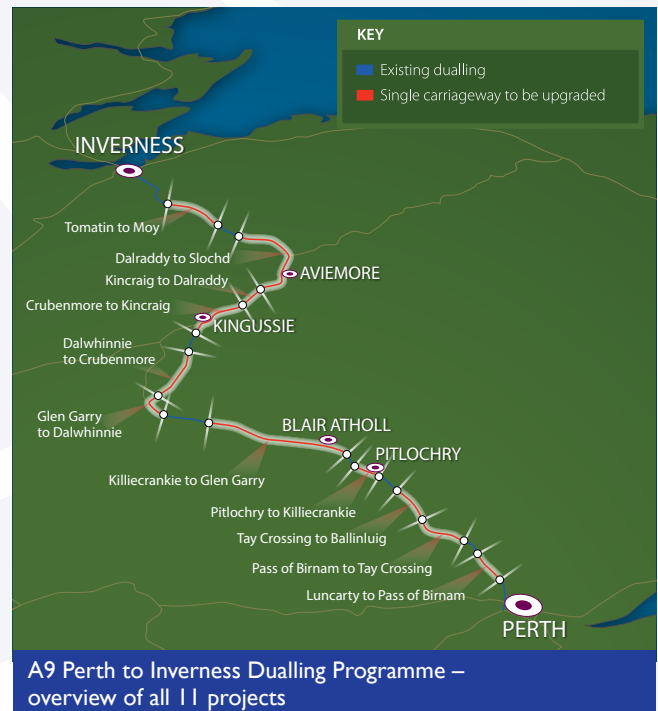 KEY
Existing dualling
Single carriageway to be upgraded
INVERNESS
Tomatin to Moy
Dalraddy to Slochd
AVIEMORE
Kincraig to Dalraddy
Crubenmore to Kincraig
KINGUSSIE
Dalwhinnie
to Crubenmore
Glen Garry
to Dalwhinnie
BLAIR ATHOLL
PITLOCHRY
Killiecrankie to Glen Garry
Pitlochry to Killiecrankie
Tay Crossing to Ballinluig
Pass of Birnam to Tay Crossing
Luncarty to Pass of Birnam
PERTH
A9 Perth to Inverness Dualling Programme –
overview of all 11 projects